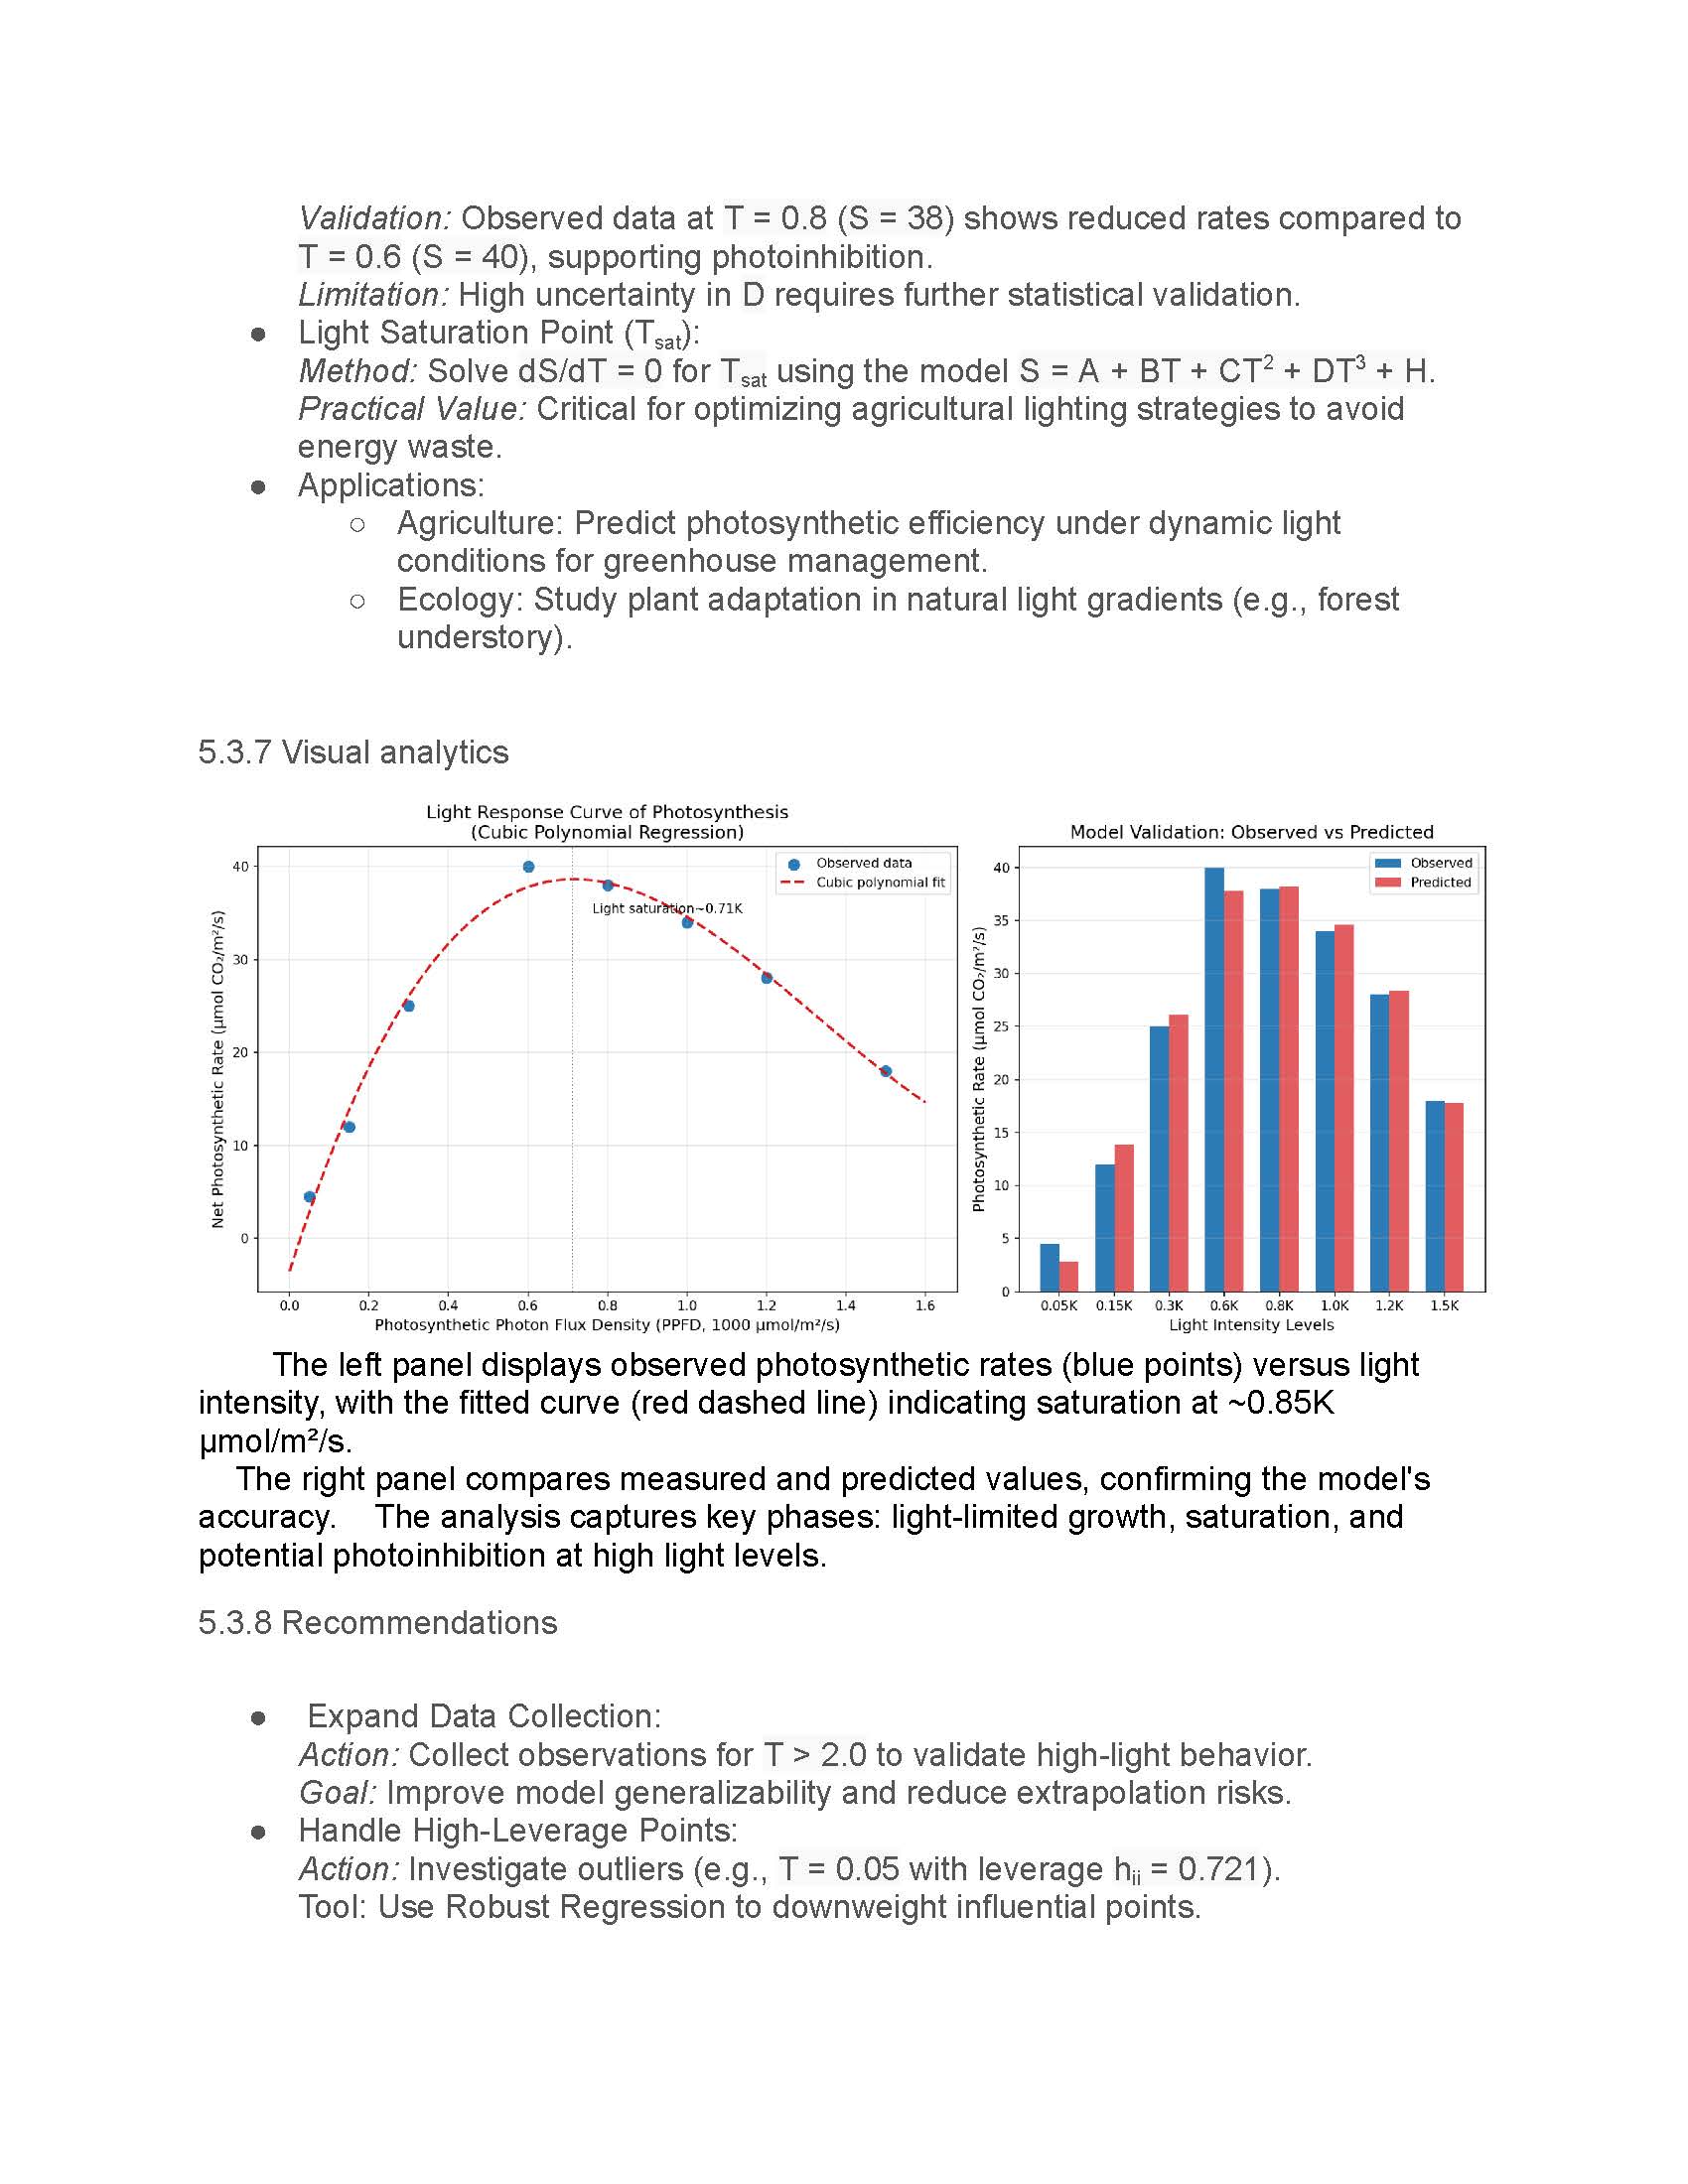 Validation: Observed data at T = 0.8 (S = 38) shows reduced rates compared to
T = 0.6 (S = 40), supporting photoinhibition.
Limitation: High uncertainty in D requires further statistical validation.
● Light Saturation Point (Tsat):
Method: Solve dS/dT = 0 for Tsat using the model S = A + BT + CT² + DT³ + H.
Practical Value: Critical for optimizing agricultural lighting strategies to avoid
energy waste.
● Applications:
○ Agriculture: Predict photosynthetic efficiency under dynamic light
conditions for greenhouse management.
○ Ecology: Study plant adaptation in natural light gradients (e.g., forest
understory).
5.3.7 Visual analytics
Light Response Curve of Photosynthesis
(Cubic Polynomial Regression)
Observed data
Cubic polynomial fit
Light saturation~0.71K
Net Photosynthetic Rate (μmol CO₂/m²/s)
40
30
20
10
0
0.0 0.2 0.4 0.6 0.8 1.0 1.2 1.4 1.6
Photosynthetic Photon Flux Density (PPFD, 1000 μmol/m²/s)
Model Validation: Observed vs Predicted
Observed
Predicted
Photosynthetic Rate (μmol CO₂/m²/s)
40
35
30
25
20
15
10
5
0
0.05K 0.15K 0.3K 0.6K 0.8K 1.0K 1.2K 1.5K
Light Intensity Levels
The left panel displays observed photosynthetic rates (blue points) versus light
intensity, with the fitted curve (red dashed line) indicating saturation at ~0.85K
μmol/m²/s.
The right panel compares measured and predicted values, confirming the model's
accuracy. The analysis captures key phases: light-limited growth, saturation, and
potential photoinhibition at high light levels.
5.3.8 Recommendations
● Expand Data Collection:
Action: Collect observations for T > 2.0 to validate high-light behavior.
Goal: Improve model generalizability and reduce extrapolation risks.
● Handle High-Leverage Points:
Action: Investigate outliers (e.g., T = 0.05 with leverage hii = 0.721).
Tool: Use Robust Regression to downweight influential points.